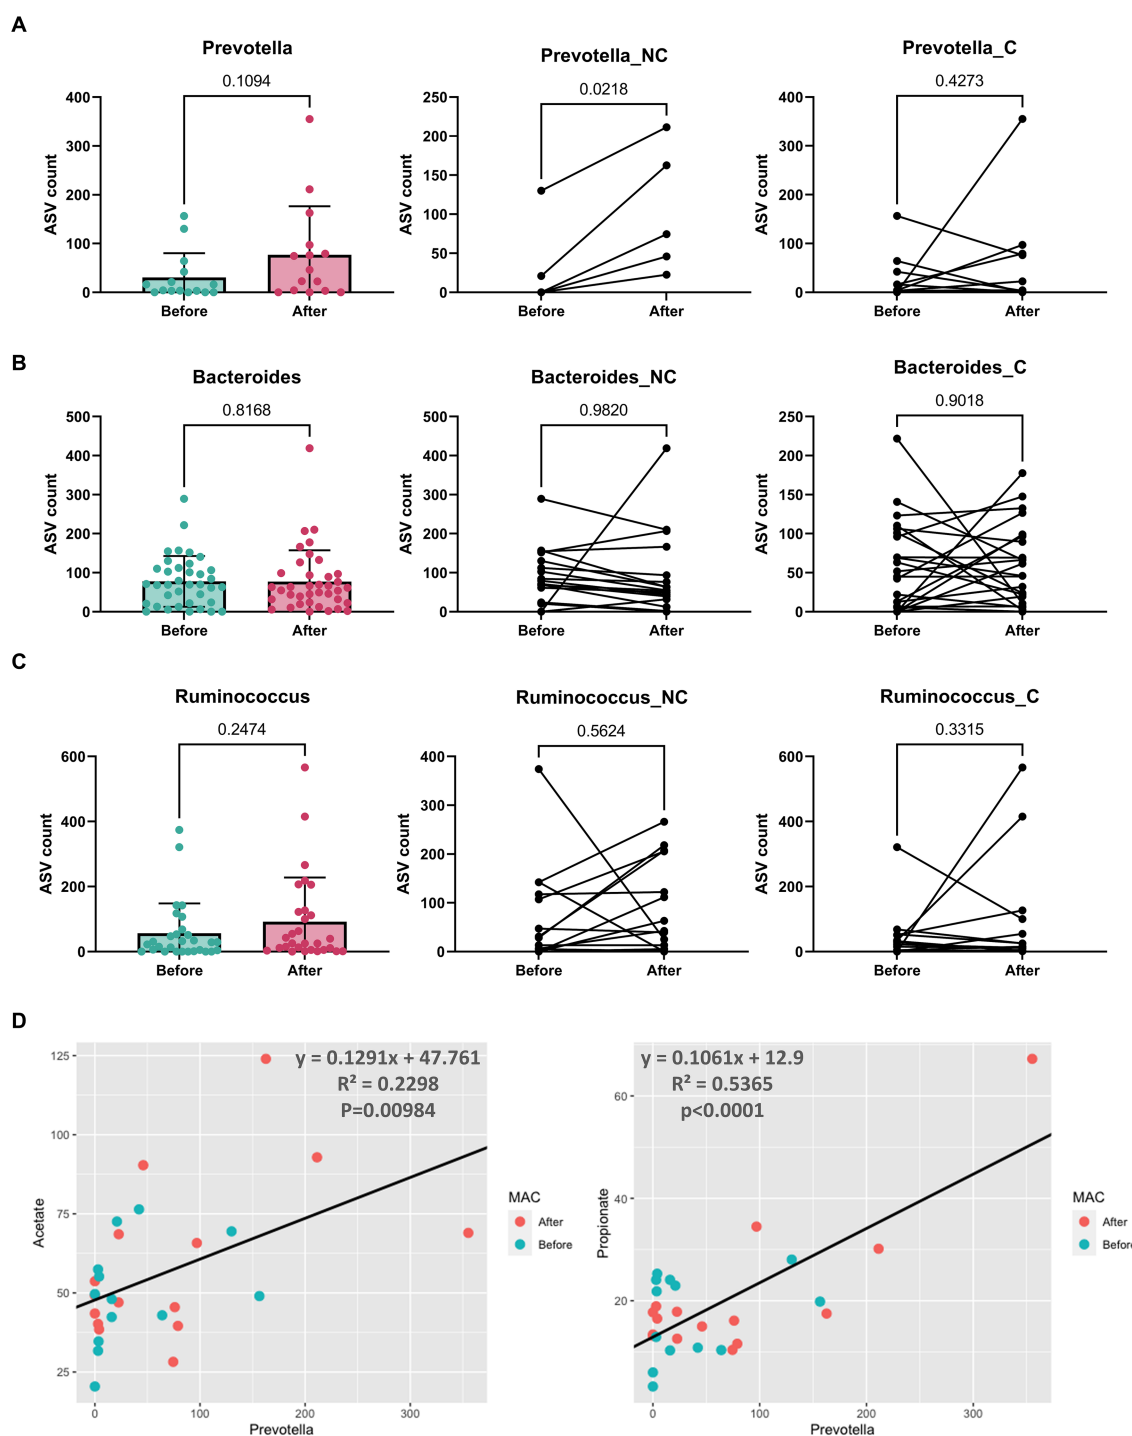 A
Prevotella
0.1094
400
300
200
100
0
ASV count
Before
After
Prevotella_NC
0.0218
250
200
150
100
50
0
ASV count
Before
After
Prevotella_C
0.4273
400
300
200
100
0
ASV count
Before
After
B
Bacteroides
0.8168
500
400
300
200
100
0
ASV count
Before
After
Bacteroides_NC
0.9820
500
400
300
200
100
0
ASV count
Before
After
Bacteroides_C
0.9018
250
200
150
100
50
0
ASV count
Before
After
C
Ruminococcus
0.2474
600
400
200
0
ASV count
Before
After
Ruminococcus_NC
0.5624
400
300
200
100
0
ASV count
Before
After
Ruminococcus_C
0.3315
600
400
200
0
ASV count
Before
After
D
y = 0.1291x + 47.761
R² = 0.2298
P=0.00984
125
100
75
50
25
Acetate
0
100
200
300
Prevotella
MAC
After
Before
y = 0.1061x + 12.9
R² = 0.5365
p<0.0001
60
40
20
Propionate
0
100
200
300
Prevotella
MAC
After
Before